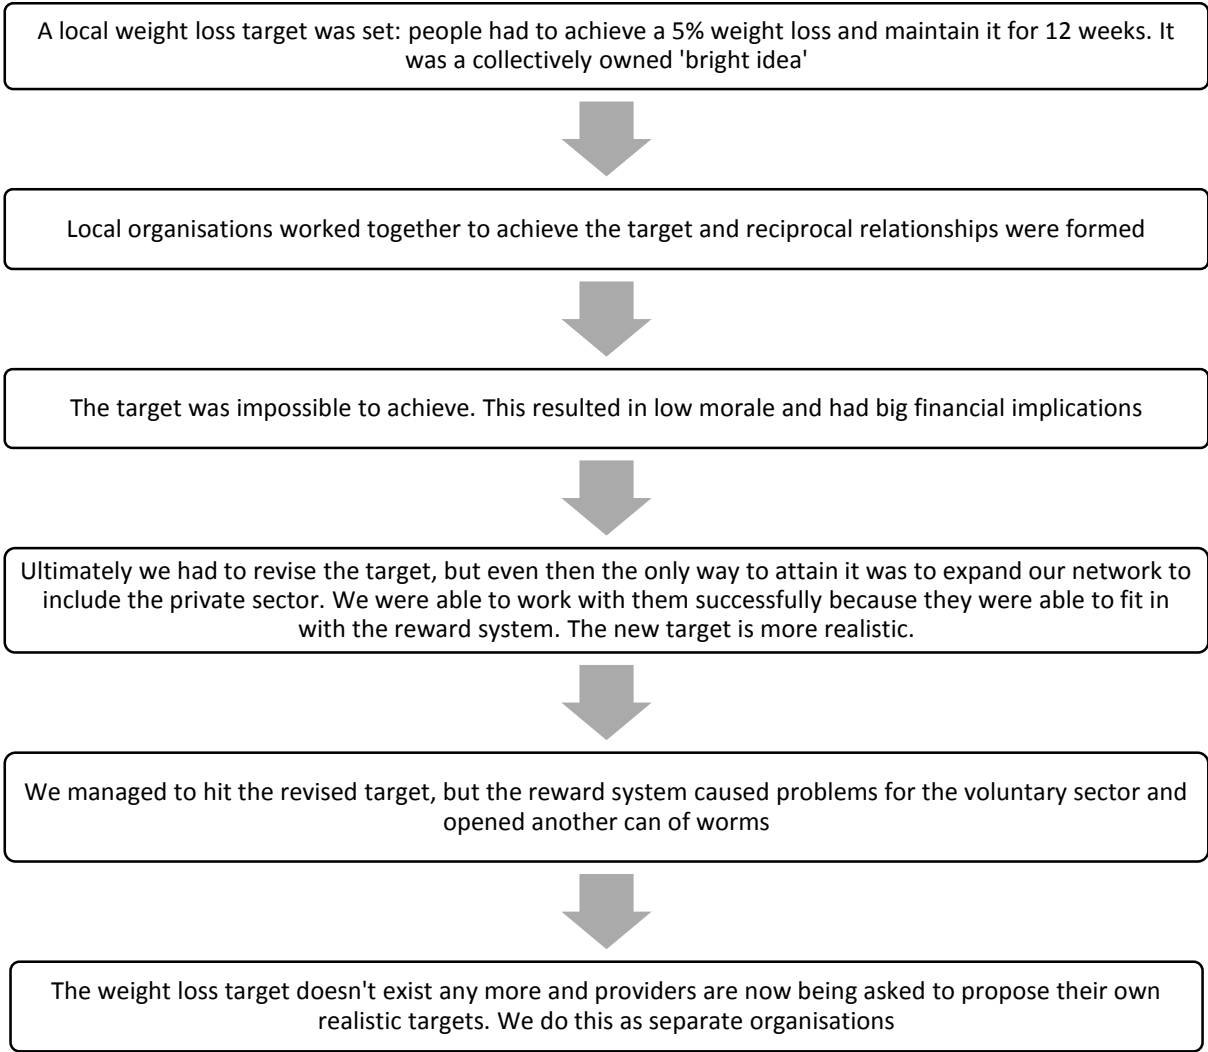 A local weight loss target was set: people had to achieve a 5% weight loss and maintain it for 12 weeks. It
was a collectively owned 'bright idea'
Local organisations worked together to achieve the target and reciprocal relationships were formed
The target was impossible to achieve. This resulted in low morale and had big financial implications
Ultimately we had to revise the target, but even then the only way to attain it was to expand our network to
include the private sector. We were able to work with them successfully because they were able to fit in
with the reward system. The new target is more realistic.
We managed to hit the revised target, but the reward system caused problems for the voluntary sector and
opened another can of worms
The weight loss target doesn't exist any more and providers are now being asked to propose their own
realistic targets. We do this as separate organisations